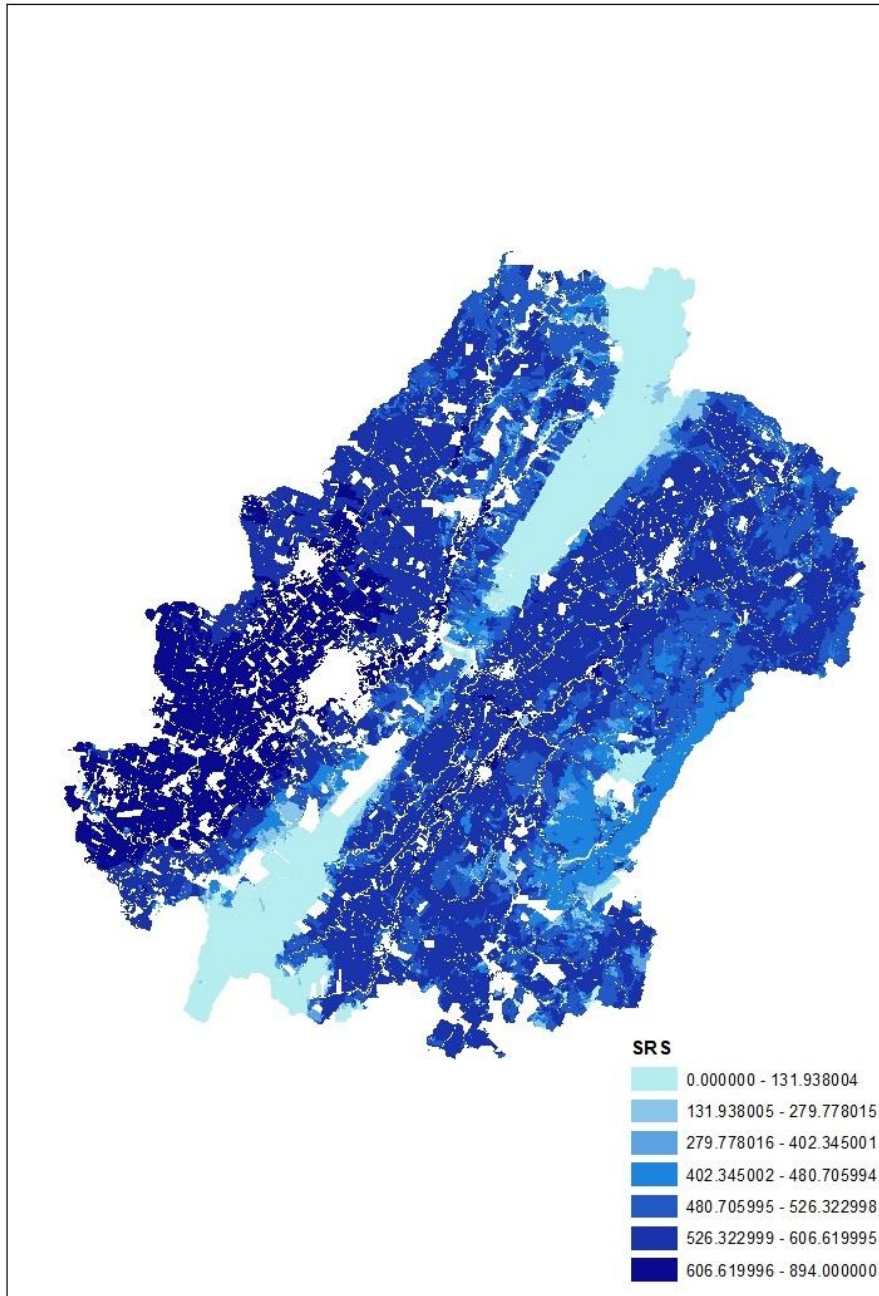 SRS
0.000000 - 131.938004
131.938005 - 279.778015
279.778016 - 402.345001
402.345002 - 480.705994
480.705995 - 526.322998
526.322999 - 606.619995
606.619996 - 894.000000